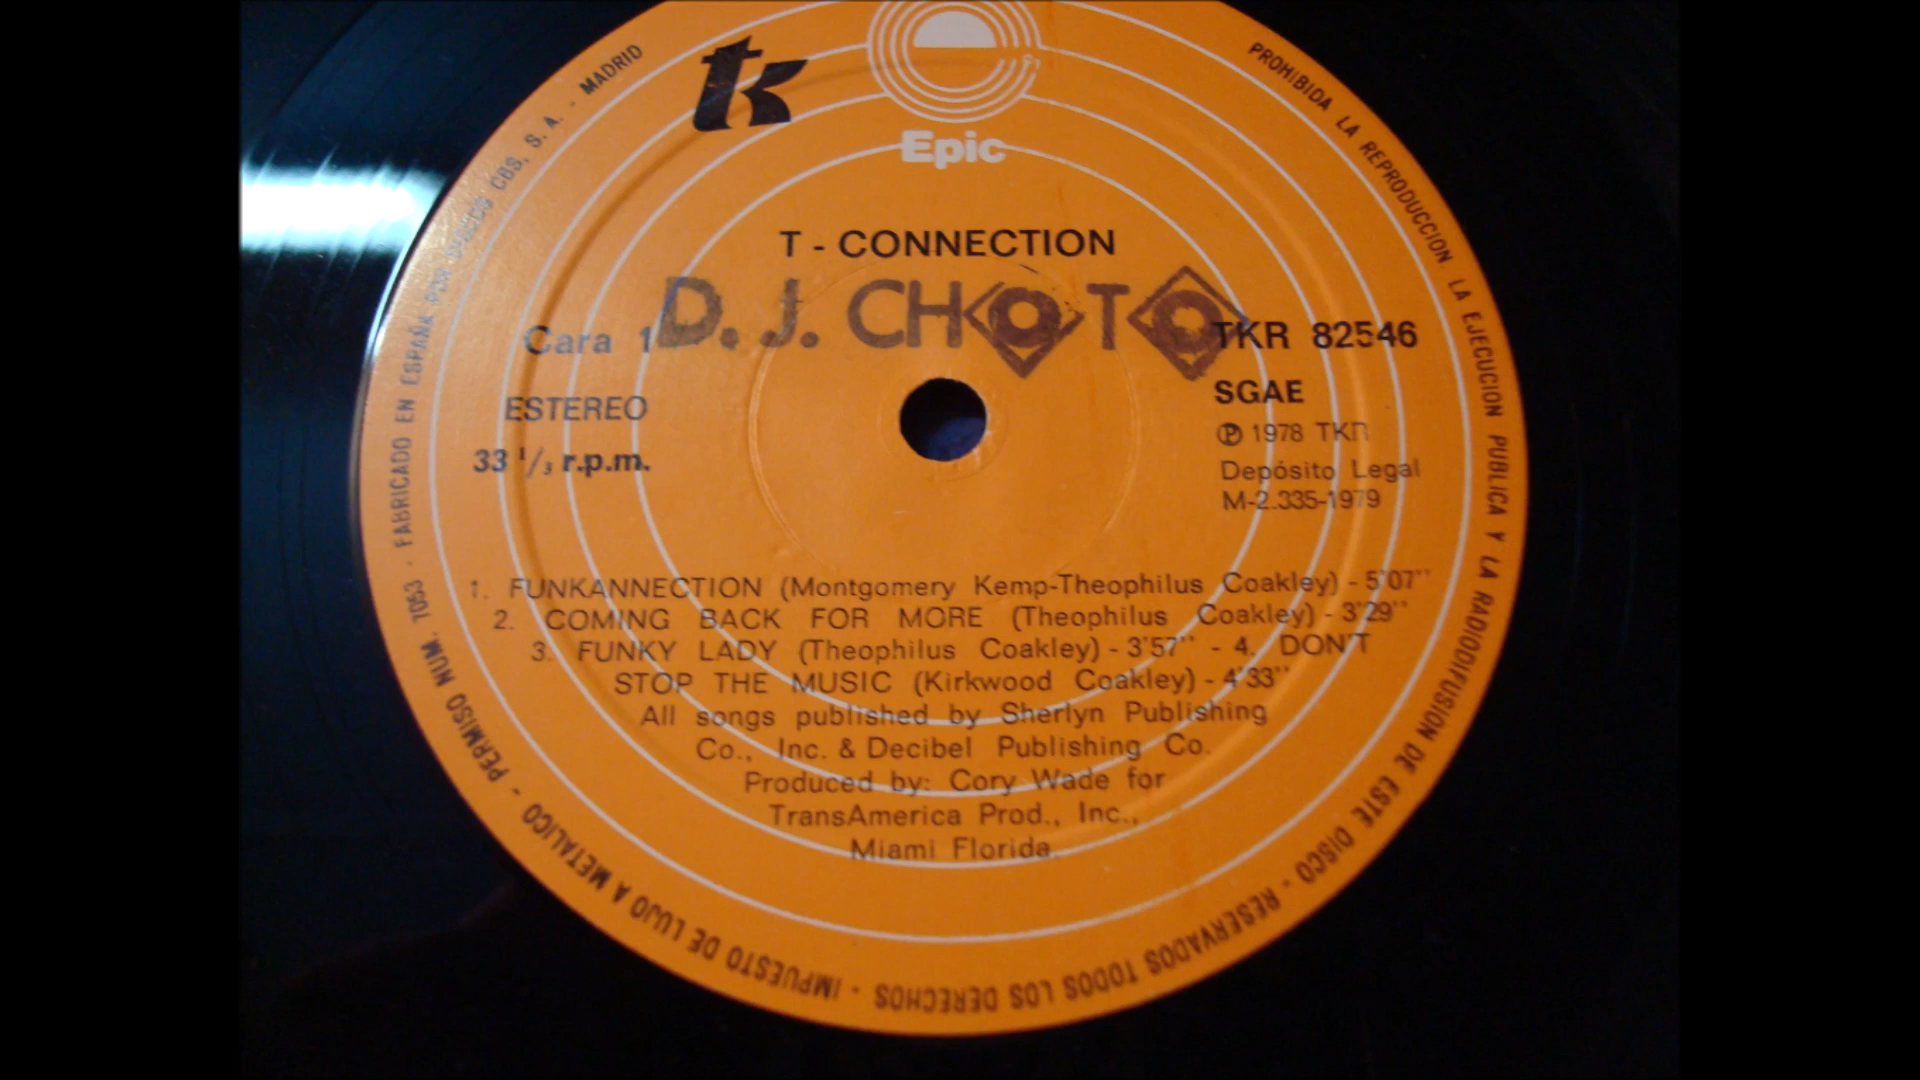 tk
Epic
T - CONNECTION
D. J. CHOTO
Cara 1
TKR 82546
ESTEREO
SGAE
33 1/3 r.p.m.
Ⓟ 1978 TKR
Depósito Legal
M-2.335-1979
1. FUNKANNECTION (Montgomery Kemp-Theophilus Coakley) - 5'07''
2. COMING BACK FOR MORE (Theophilus Coakley) - 3'29''
3. FUNKY LADY (Theophilus Coakley) - 3'57'' - 4. DON'T
STOP THE MUSIC (Kirkwood Coakley) - 4'33''
All songs published by Sherlyn Publishing
Co., Inc. & Decibel Publishing Co.
Produced by: Cory Wade for
TransAmerica Prod., Inc.,
Miami Florida.
PROHIBIDA LA REPRODUCCION. LA EJECUCION PUBLICA Y LA RADIODIFUSION DE ESTE DISCO - RESERVADOS TODOS LOS DERECHOS - IMPUESTO DE LUJO A METALICO - PERMISO NUM. 7053 - FABRICADO EN ESPAÑA POR DISCOS CBS, S. A. - MADRID